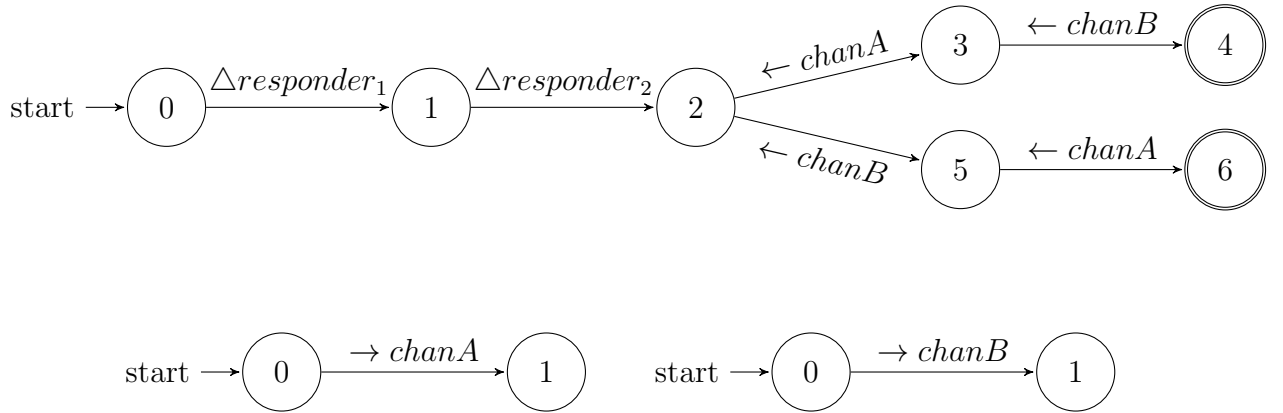 ← chanA 3 ← chanB 4
start 0 △responder₁ 1 △responder₂ 2
← chanB 5 ← chanA 6
start 0 → chanA 1
start 0 → chanB 1